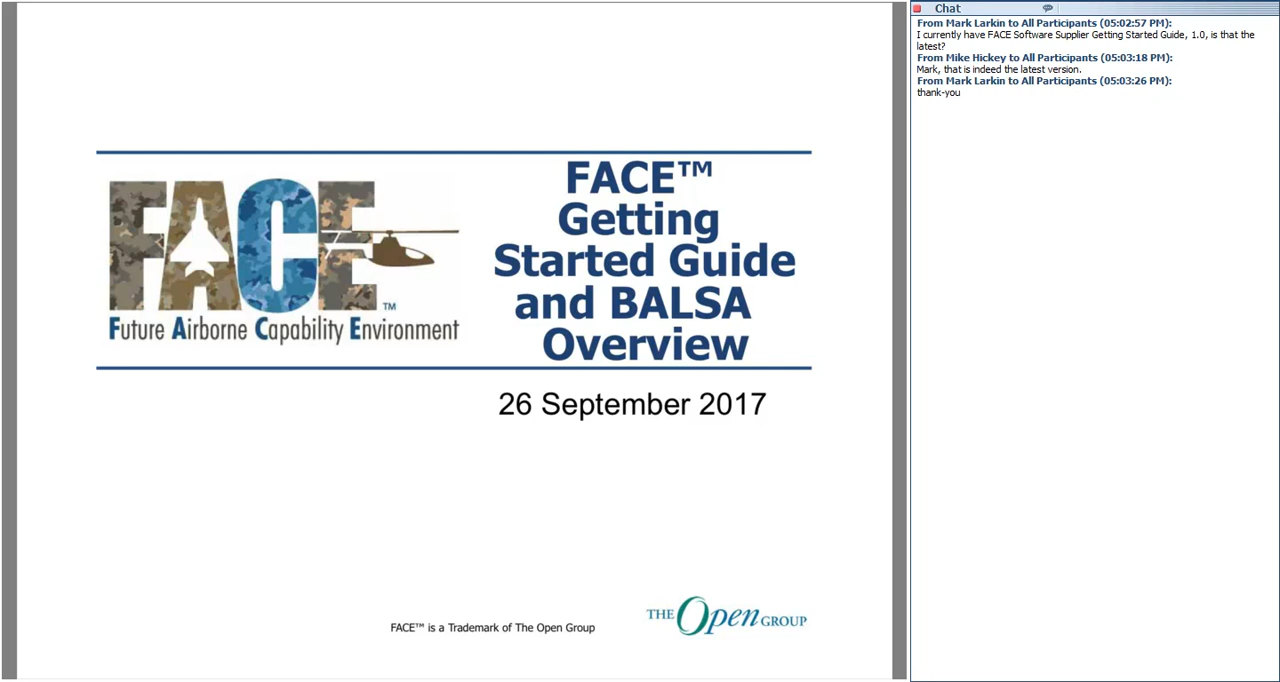 FACE™
Future Airborne Capability Environment
FACE™
Getting
Started Guide
and BALSA
Overview
26 September 2017
FACE™ is a Trademark of The Open Group
THE Open GROUP
Chat
From Mark Larkin to All Participants (05:02:57 PM):
I currently have FACE Software Supplier Getting Started Guide, 1.0, is that the
latest?
From Mike Hickey to All Participants (05:03:18 PM):
Mark, that is indeed the latest version.
From Mark Larkin to All Participants (05:03:26 PM):
thank-you